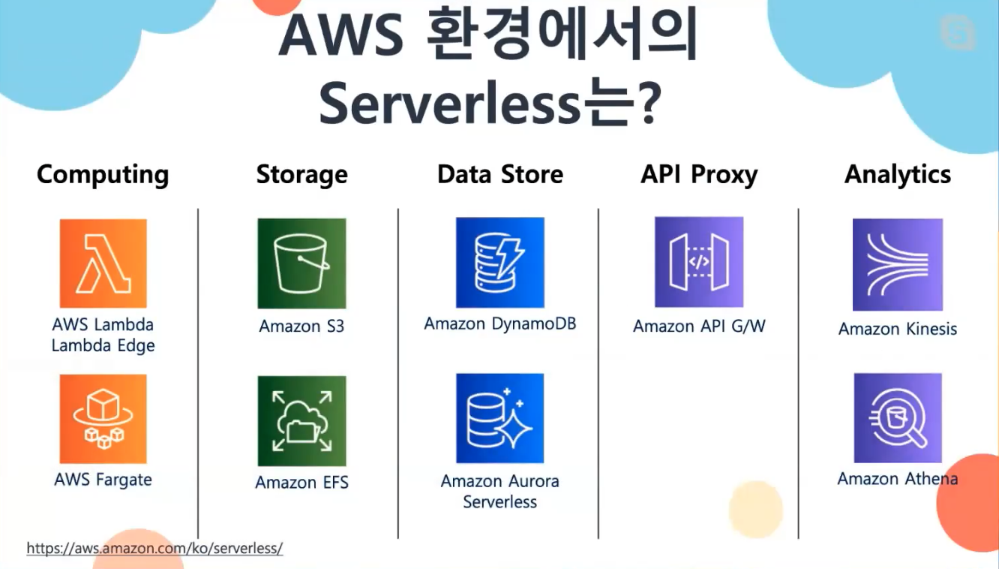 AWS 환경에서의
Serverless는?
Computing
Storage
Data Store
API Proxy
Analytics
AWS Lambda
Lambda Edge
Amazon S3
Amazon DynamoDB
</>
Amazon API G/W
Amazon Kinesis
AWS Fargate
Amazon EFS
Amazon Aurora
Serverless
Amazon Athena
https://aws.amazon.com/ko/serverless/